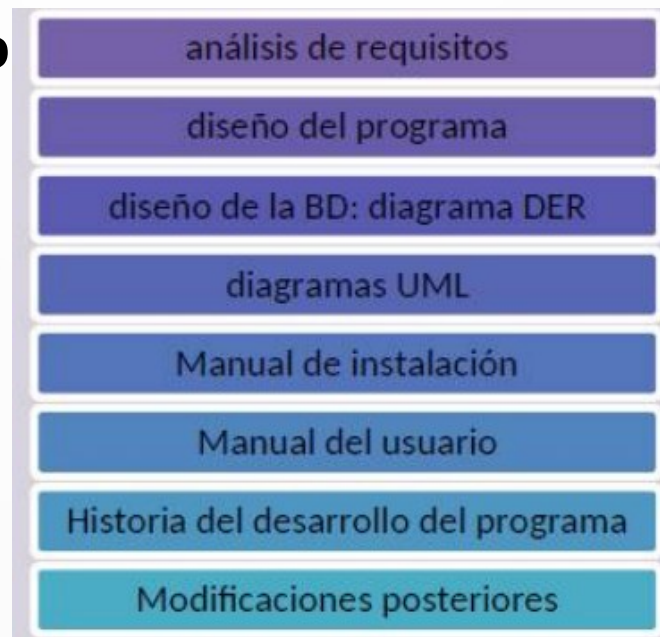 análisis de requisitos
diseño del programa
diseño de la BD: diagrama DER
diagramas UML
Manual de instalación
Manual del usuario
Historia del desarrollo del programa
Modificaciones posteriores